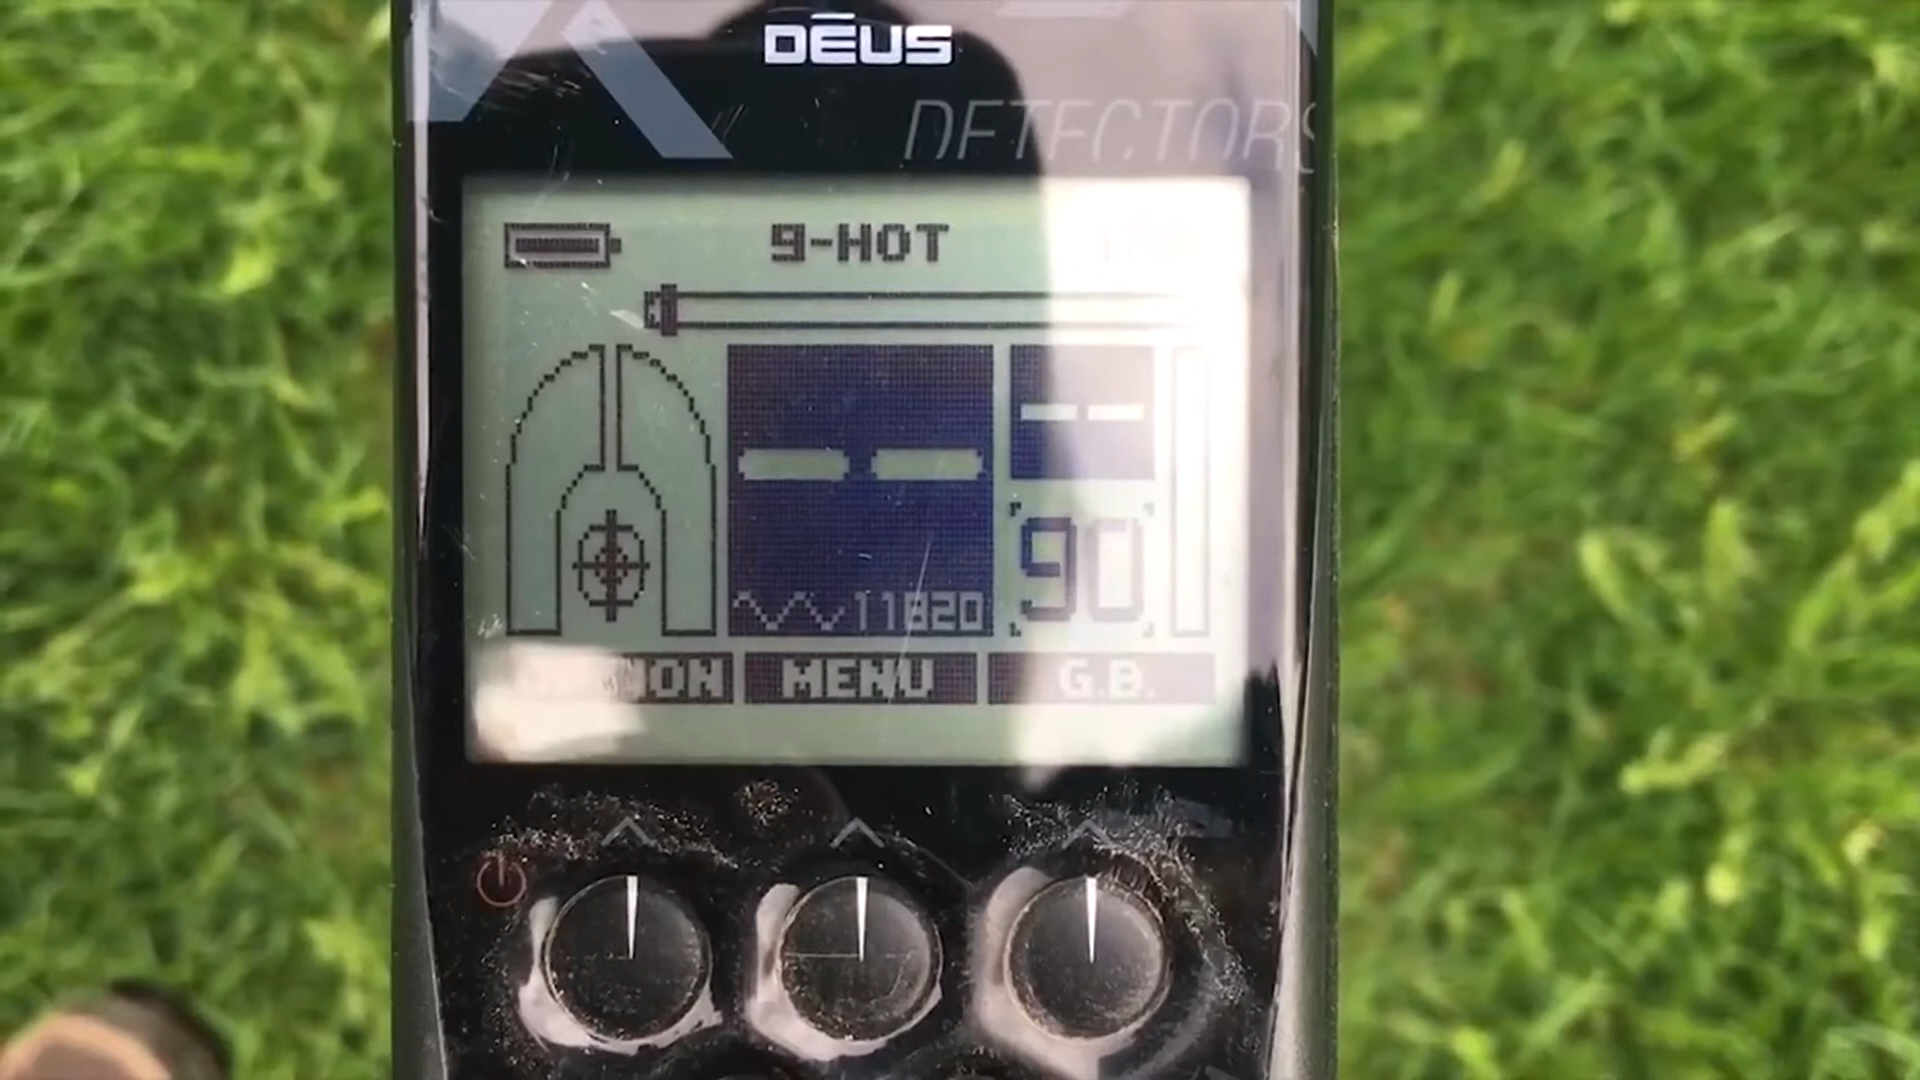 DĒUS
DETECTORS
9-HOT
-- --
11820
90
MENU
G.B.